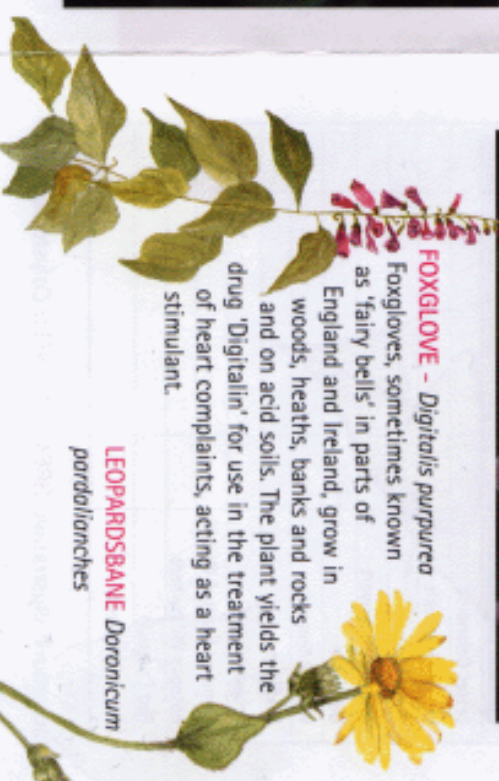 FOXGLOVE – Digitalis purpurea
Foxgloves, sometimes known
as 'fairy bells' in parts of
England and Ireland, grow in
woods, heaths, banks and rocks
and on acid soils. The plant yields the
drug 'Digitalin' for use in the treatment
of heart complaints, acting as a heart
stimulant.
LEOPARDSBANE Doronicum
pardalianches